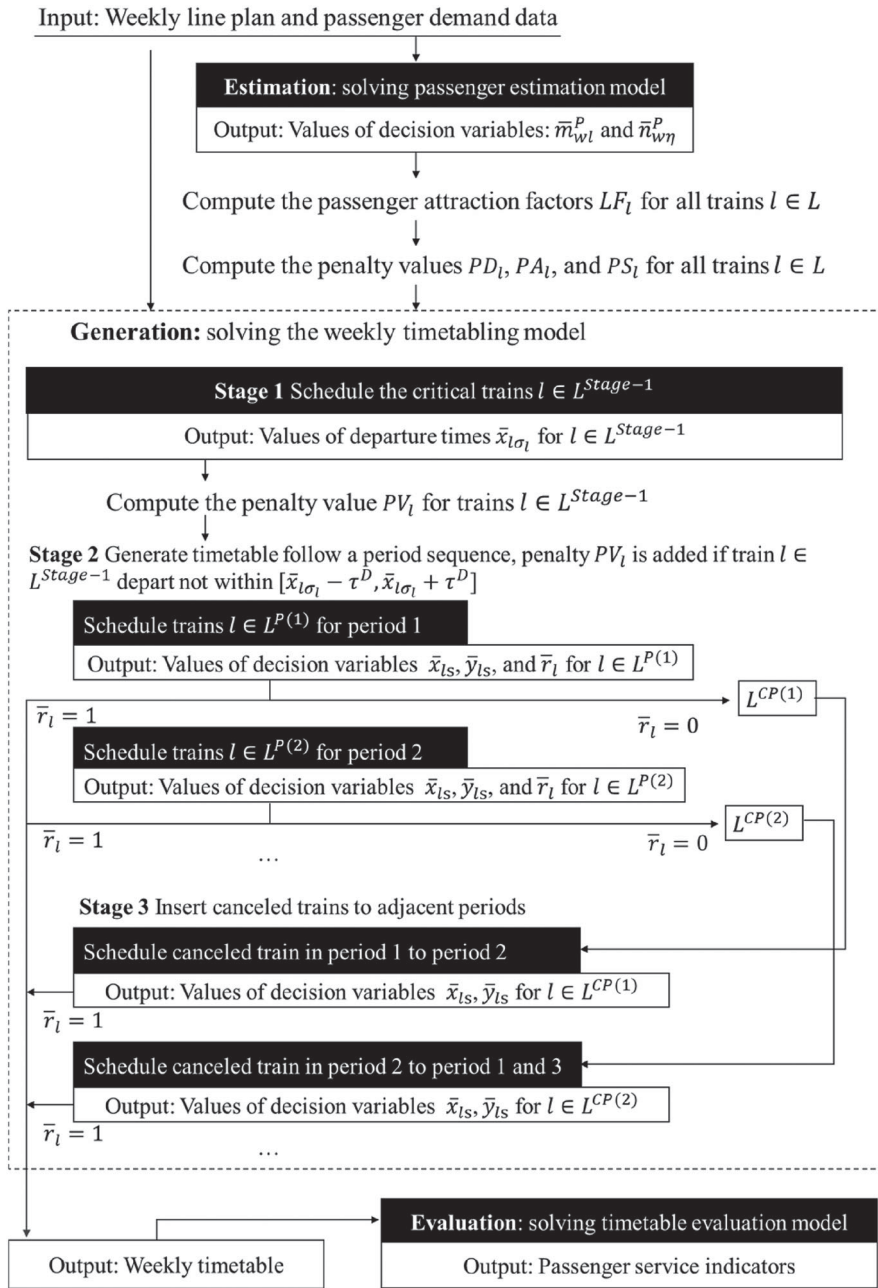 Input: Weekly line plan and passenger demand data
Estimation: solving passenger estimation model
Output: Values of decision variables: m̅ᴾ_wl and n̅ᴾ_wη
Compute the passenger attraction factors LF_l for all trains l ∈ L
Compute the penalty values PD_l, PA_l, and PS_l for all trains l ∈ L
Generation: solving the weekly timetabling model
Stage 1 Schedule the critical trains l ∈ L^{Stage−1}
Output: Values of departure times x̅_{lσ_l} for l ∈ L^{Stage−1}
Compute the penalty value PV_l for trains l ∈ L^{Stage−1}
Stage 2 Generate timetable follow a period sequence, penalty PV_l is added if train l ∈
L^{Stage−1} depart not within [x̅_{lσ_l} − τ^D, x̅_{lσ_l} + τ^D]
Schedule trains l ∈ L^{P(1)} for period 1
Output: Values of decision variables x̅_ls, y̅_ls, and r̅_l for l ∈ L^{P(1)}
r̅_l = 1
r̅_l = 0
L^{CP(1)}
Schedule trains l ∈ L^{P(2)} for period 2
Output: Values of decision variables x̅_ls, y̅_ls, and r̅_l for l ∈ L^{P(2)}
r̅_l = 1
r̅_l = 0
L^{CP(2)}
...
Stage 3 Insert canceled trains to adjacent periods
Schedule canceled train in period 1 to period 2
Output: Values of decision variables x̅_ls, y̅_ls for l ∈ L^{CP(1)}
r̅_l = 1
Schedule canceled train in period 2 to period 1 and 3
Output: Values of decision variables x̅_ls, y̅_ls for l ∈ L^{CP(2)}
r̅_l = 1
...
Evaluation: solving timetable evaluation model
Output: Weekly timetable
Output: Passenger service indicators